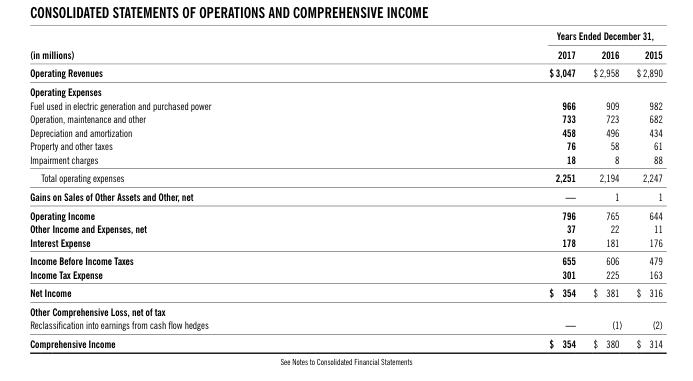 CONSOLIDATED STATEMENTS OF OPERATIONS AND COMPREHENSIVE INCOME
Years Ended December 31,
(in millions) 2017 2016 2015
Operating Revenues $ 3,047 $ 2,958 $ 2,890
Operating Expenses
Fuel used in electric generation and purchased power 966 909 982
Operation, maintenance and other 733 723 682
Depreciation and amortization 458 496 434
Property and other taxes 76 58 61
Impairment charges 18 8 88
Total operating expenses 2,251 2,194 2,247
Gains on Sales of Other Assets and Other, net — 1 1
Operating Income 796 765 644
Other Income and Expenses, net 37 22 11
Interest Expense 178 181 176
Income Before Income Taxes 655 606 479
Income Tax Expense 301 225 163
Net Income $ 354 $ 381 $ 316
Other Comprehensive Loss, net of tax
Reclassification into earnings from cash flow hedges — (1) (2)
Comprehensive Income $ 354 $ 380 $ 314
See Notes to Consolidated Financial Statements